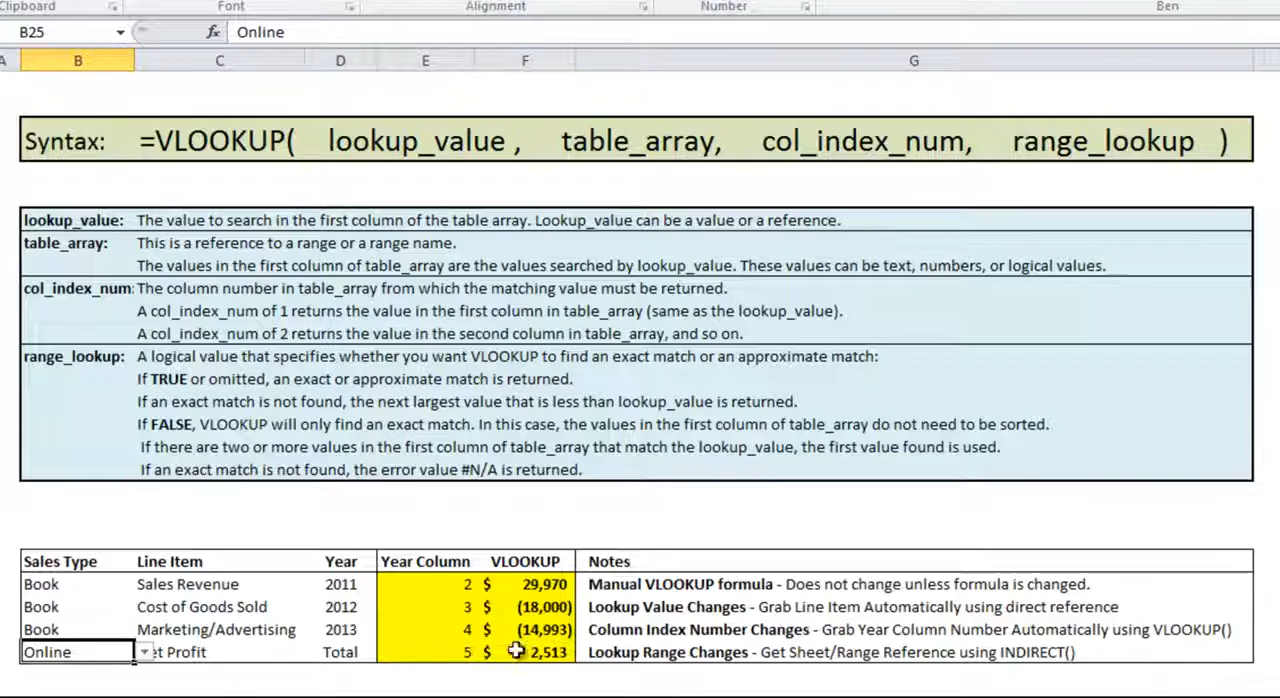 Clipboard Font Alignment Number Ben
B25 fx Online
A B C D E F G
Syntax: =VLOOKUP( lookup_value , table_array, col_index_num, range_lookup )
lookup_value: The value to search in the first column of the table array. Lookup_value can be a value or a reference.
table_array: This is a reference to a range or a range name.
The values in the first column of table_array are the values searched by lookup_value. These values can be text, numbers, or logical values.
col_index_num: The column number in table_array from which the matching value must be returned.
A col_index_num of 1 returns the value in the first column in table_array (same as the lookup_value).
A col_index_num of 2 returns the value in the second column in table_array, and so on.
range_lookup: A logical value that specifies whether you want VLOOKUP to find an exact match or an approximate match:
If TRUE or omitted, an exact or approximate match is returned.
If an exact match is not found, the next largest value that is less than lookup_value is returned.
If FALSE, VLOOKUP will only find an exact match. In this case, the values in the first column of table_array do not need to be sorted.
If there are two or more values in the first column of table_array that match the lookup_value, the first value found is used.
If an exact match is not found, the error value #N/A is returned.
Sales Type Line Item Year Year Column VLOOKUP Notes
Book Sales Revenue 2011 2 $ 29,970 Manual VLOOKUP formula - Does not change unless formula is changed.
Book Cost of Goods Sold 2012 3 $ (18,000) Lookup Value Changes - Grab Line Item Automatically using direct reference
Book Marketing/Advertising 2013 4 $ (14,993) Column Index Number Changes - Grab Year Column Number Automatically using VLOOKUP()
Online et Profit Total 5 $ 2,513 Lookup Range Changes - Get Sheet/Range Reference using INDIRECT()